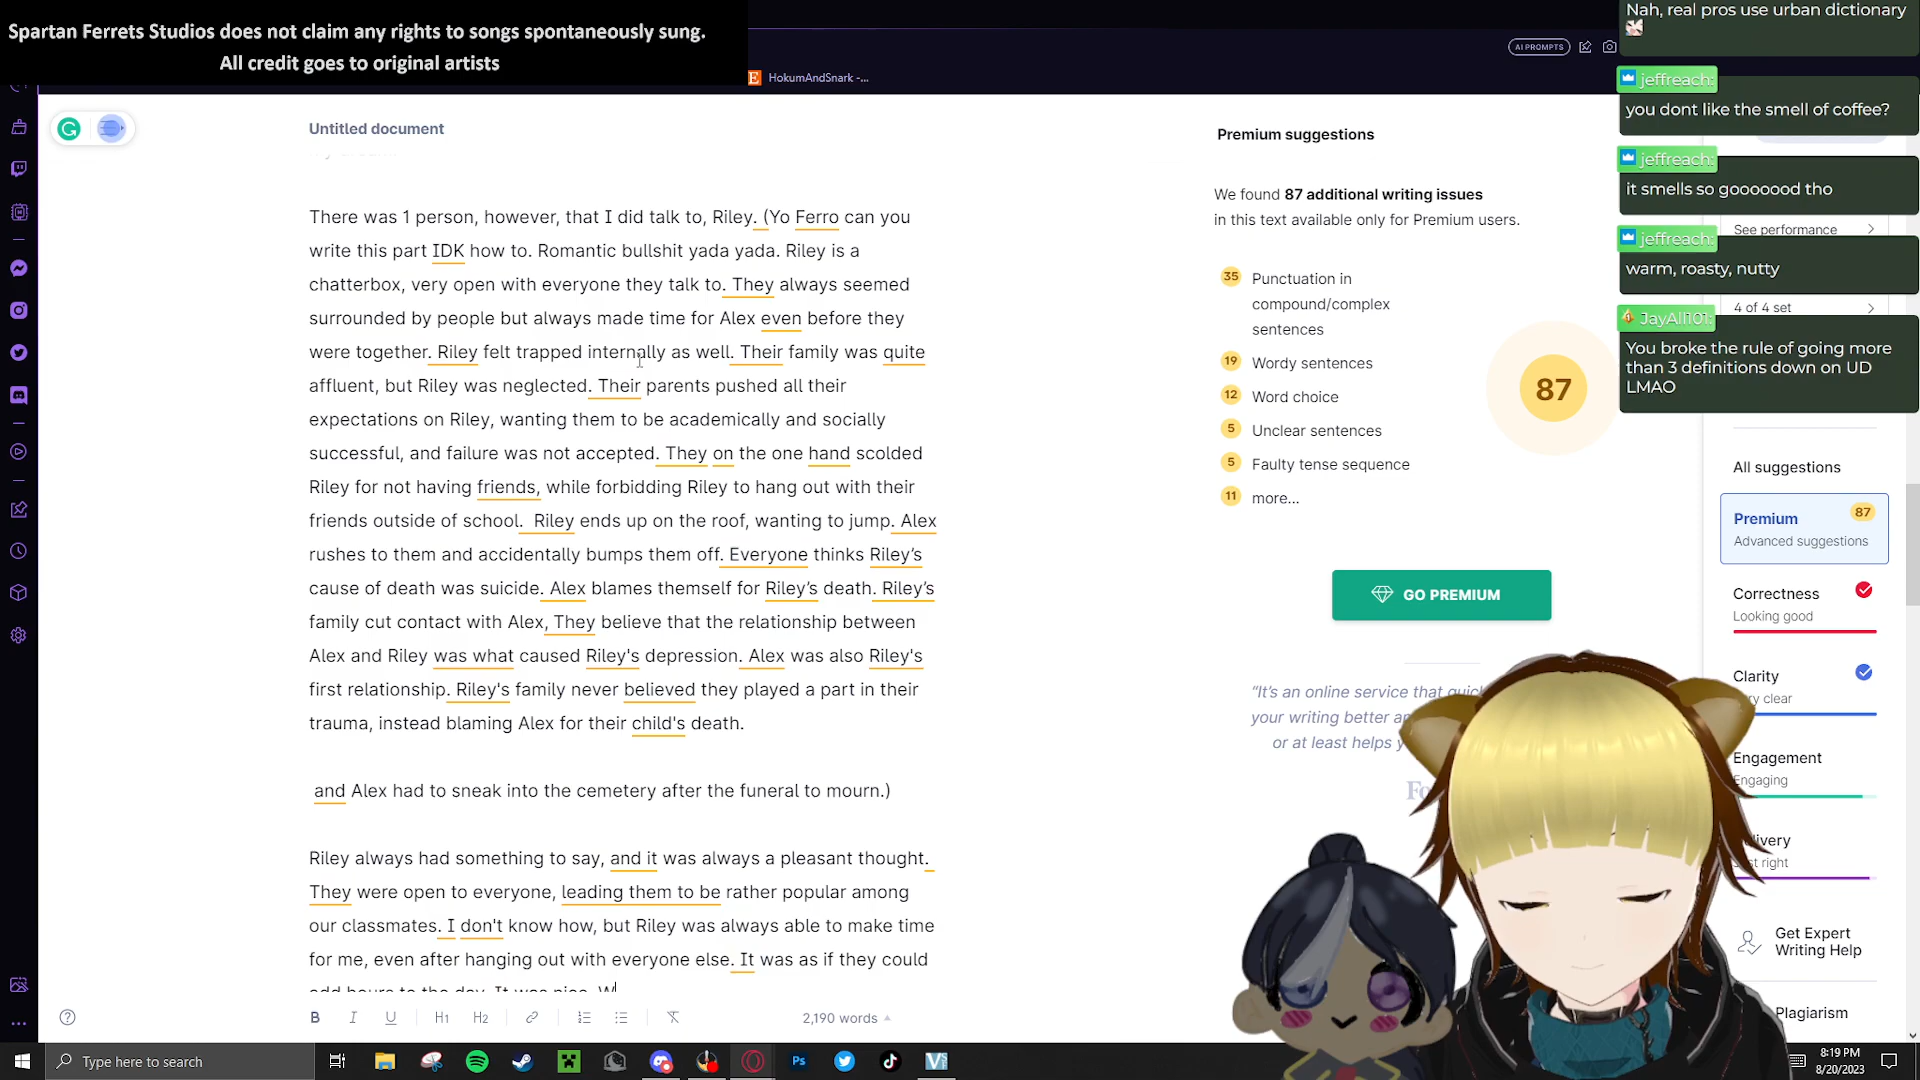 Spartan Ferrets Studios does not claim any rights to songs spontaneously sung.
All credit goes to original artists
HokumAndSnark -...
AI PROMPTS
Nah, real pros use urban dictionary
jeffreach:
you dont like the smell of coffee?
jeffreach:
it smells so gooooood tho
jeffreach:
warm, roasty, nutty
JayAll101:
You broke the rule of going more
than 3 definitions down on UD
LMAO
Untitled document
There was 1 person, however, that I did talk to, Riley. (Yo Ferro can you
write this part IDK how to. Romantic bullshit yada yada. Riley is a
chatterbox, very open with everyone they talk to. They always seemed
surrounded by people but always made time for Alex even before they
were together. Riley felt trapped internally as well. Their family was quite
affluent, but Riley was neglected. Their parents pushed all their
expectations on Riley, wanting them to be academically and socially
successful, and failure was not accepted. They on the one hand scolded
Riley for not having friends, while forbidding Riley to hang out with their
friends outside of school.  Riley ends up on the roof, wanting to jump. Alex
rushes to them and accidentally bumps them off. Everyone thinks Riley’s
cause of death was suicide. Alex blames themself for Riley’s death. Riley’s
family cut contact with Alex, They believe that the relationship between
Alex and Riley was what caused Riley's depression. Alex was also Riley's
first relationship. Riley's family never believed they played a part in their
trauma, instead blaming Alex for their child's death.
and Alex had to sneak into the cemetery after the funeral to mourn.)
Riley always had something to say, and it was always a pleasant thought.
They were open to everyone, leading them to be rather popular among
our classmates. I don't know how, but Riley was always able to make time
for me, even after hanging out with everyone else. It was as if they could
add hours to the day. It was nice. W
B I U H1 H2
2,190 words
Premium suggestions
We found 87 additional writing issues
in this text available only for Premium users.
35 Punctuation in
compound/complex
sentences
19 Wordy sentences
12 Word choice
5 Unclear sentences
5 Faulty tense sequence
11 more...
87
GO PREMIUM
“It’s an online service that
your writing better
or at least helps
See performance
4 of 4 set
All suggestions
Premium 87
Advanced suggestions
Correctness
Looking good
Clarity
clear
Engagement
Engaging
right
Get Expert
Writing Help
Plagiarism
Type here to search
Ps
8:19 PM
8/20/2023